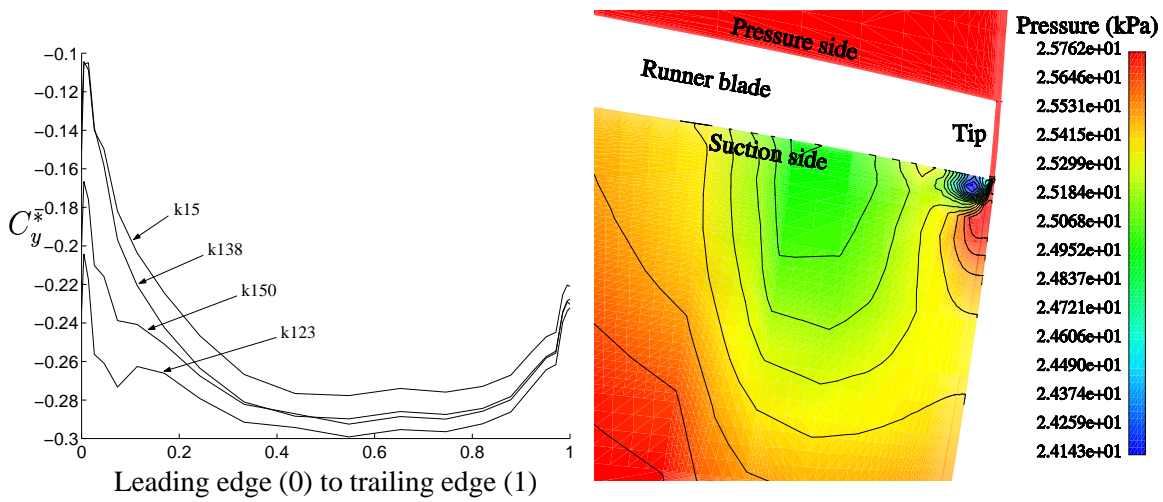 -0.1
-0.12
-0.14
-0.16
-0.18
-0.2
-0.22
-0.24
-0.26
-0.28
-0.3
C*y
k15
k138
k150
k123
0 0.2 0.4 0.6 0.8 1
Leading edge (0) to trailing edge (1)
Pressure side
Runner blade
Tip
Suction side
Pressure (kPa)
2.5762e+01
2.5646e+01
2.5531e+01
2.5415e+01
2.5299e+01
2.5184e+01
2.5068e+01
2.4952e+01
2.4837e+01
2.4721e+01
2.4606e+01
2.4490e+01
2.4374e+01
2.4259e+01
2.4143e+01